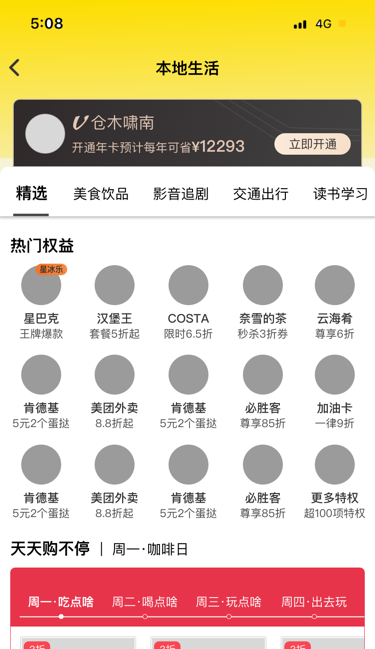 5:08 4G
本地生活
仓木啸南
开通年卡预计每年可省¥12293 立即开通
精选 美食饮品 影音追剧 交通出行 读书学习
热门权益
星冰乐
星巴克 汉堡王 COSTA 奈雪的茶 云海肴
王牌爆款 套餐5折起 限时6.5折 秒杀3折券 尊享6折
肯德基 美团外卖 肯德基 必胜客 加油卡
5元2个蛋挞 8.8折起 5元2个蛋挞 尊享85折 一律9折
肯德基 美团外卖 肯德基 必胜客 更多特权
5元2个蛋挞 8.8折起 5元2个蛋挞 尊享85折 超100项特权
天天购不停 | 周一·咖啡日
周一·吃点啥 周二·喝点啥 周三·玩点啥 周四·出去玩